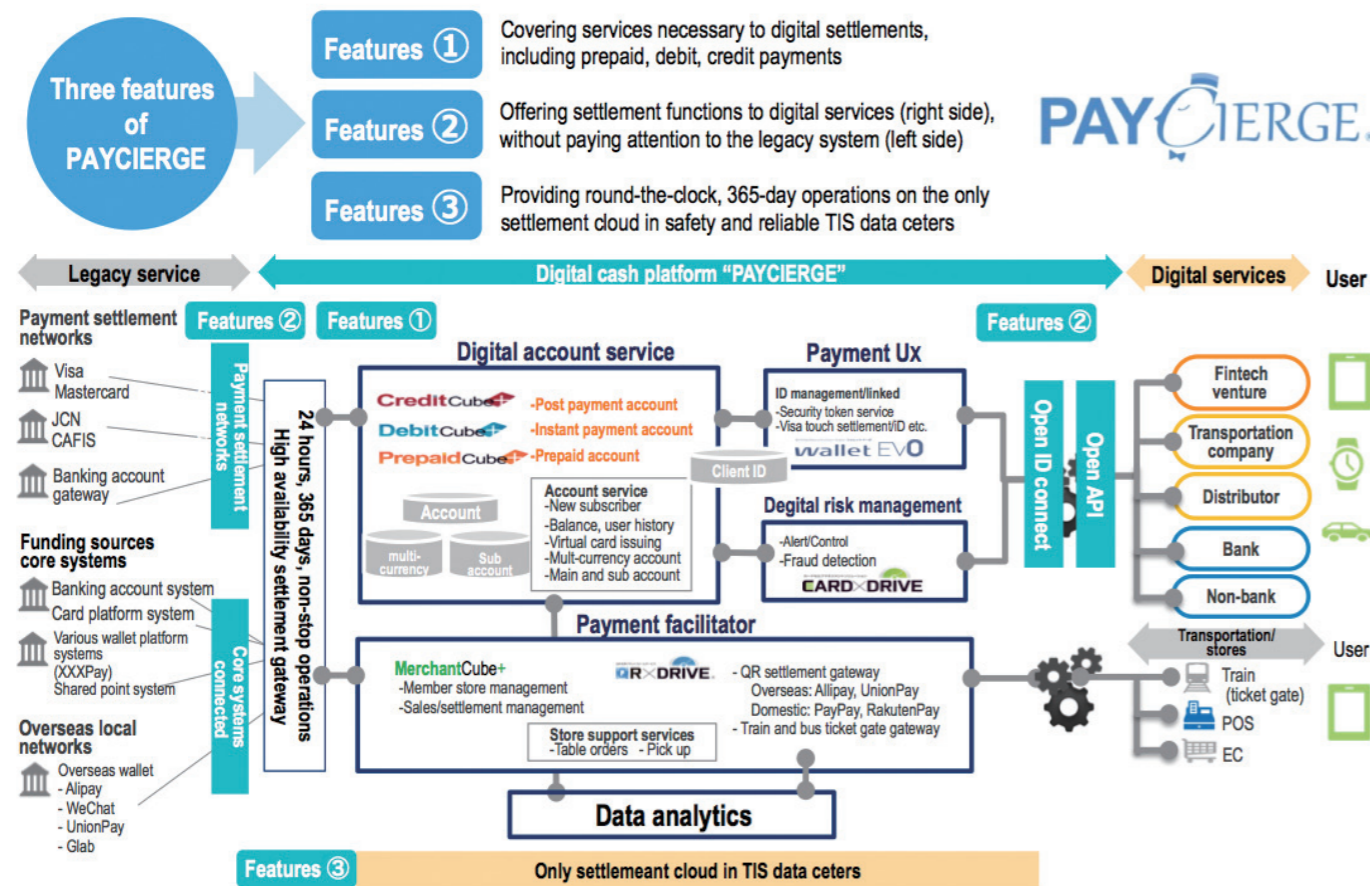 Three features
of
PAYCIERGE
Features ①
Covering services necessary to digital settlements,
including prepaid, debit, credit payments
Features ②
Offering settlement functions to digital services (right side),
without paying attention to the legacy system (left side)
Features ③
Providing round-the-clock, 365-day operations on the only
settlement cloud in safety and reliable TIS data ceters
PAYCIERGE
Legacy service
Digital cash platform “PAYCIERGE”
Digital services
User
Payment settlement
networks
Visa
Mastercard
JCN
CAFIS
Banking account
gateway
Funding sources
core systems
Banking account system
Card platform system
Various wallet platform
systems
(XXXPay)
Shared point system
Overseas local
networks
Overseas wallet
- Alipay
- WeChat
- UnionPay
- Glab
Features ②
Payment settlement
networks
Core systems
connected
24 hours, 365 days, non-stop operations
High availability settlement gateway
Features ①
Digital account service
CreditCube+
-Post payment account
DebitCube+
-Instant payment account
PrepaidCube+
-Prepaid account
Account
multi-
currency
Sub
account
Account service
-New subscriber
-Balance, user history
-Virtual card issuing
-Mult-currency account
-Main and sub account
Client ID
Payment Ux
ID management/linked
-Security token service
-Visa touch settlement/iD etc.
wallet EVO
Degital risk management
-Alert/Control
-Fraud detection
CARD×DRIVE
Features ②
Open ID connect
Open API
Fintech
venture
Transportation
company
Distributor
Bank
Non-bank
Payment facilitator
MerchantCube+
-Member store management
-Sales/settlement management
QR×DRIVE
- QR settlement gateway
Overseas: Allipay, UnionPay
Domestic: PayPay, RakutenPay
- Train and bus ticket gate gateway
Store support services
-Table orders - Pick up
Transportation/
stores
User
Train
(ticket gate)
POS
EC
Data analytics
Features ③
Only settlemeant cloud in TIS data ceters